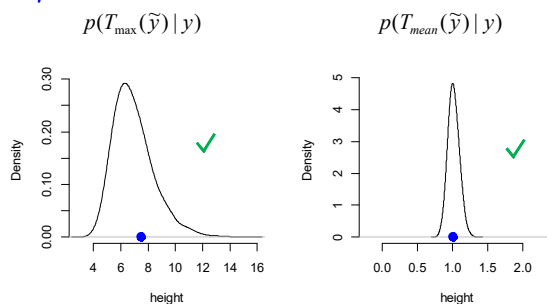 p(T_max(ỹ) | y)
p(T_mean(ỹ) | y)
Density
0.00
0.10
0.20
0.30
4 6 8 10 12 14 16
height
Density
0
1
2
3
4
5
0.0 0.5 1.0 1.5 2.0
height